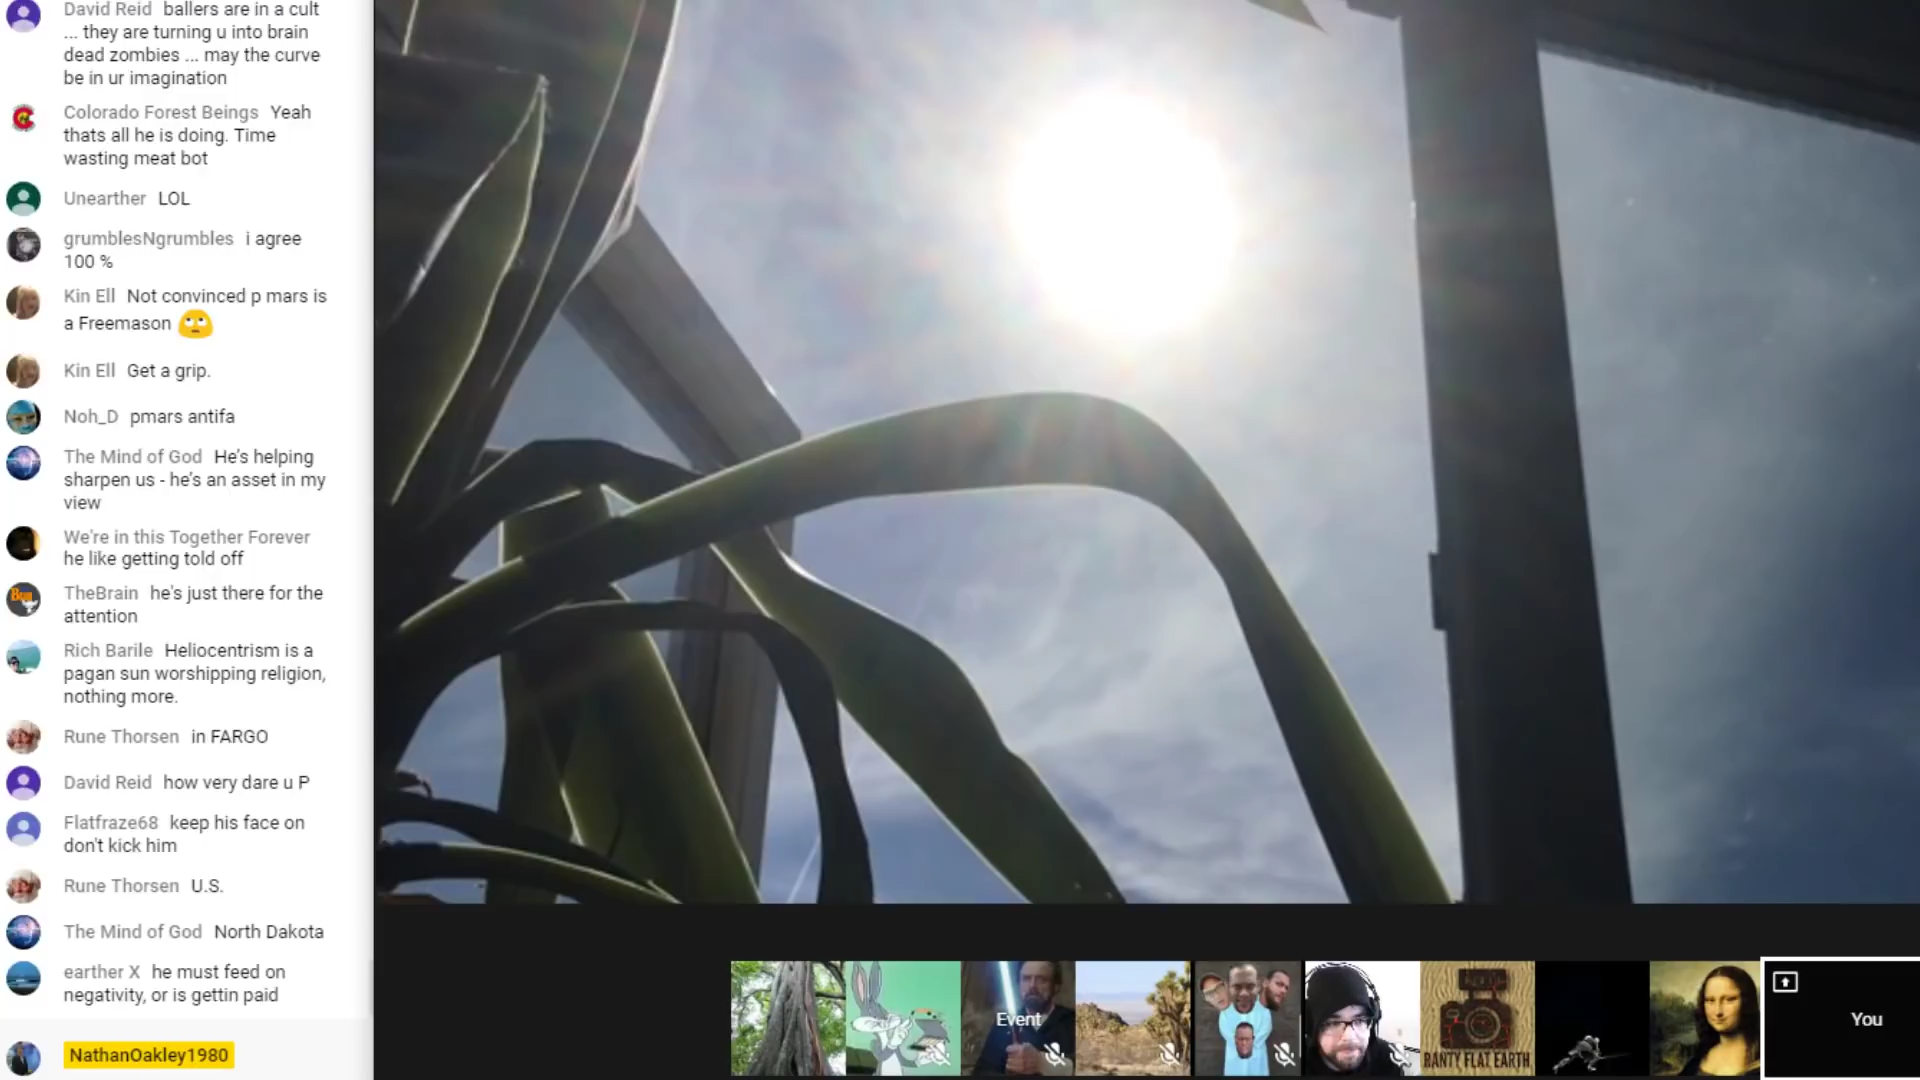 David Reid ballers are in a cult
... they are turning u into brain
dead zombies ... may the curve
be in ur imagination
Colorado Forest Beings Yeah
thats all he is doing. Time
wasting meat bot
Unearther LOL
grumblesNgrumbles i agree
100 %
Kin Ell Not convinced p mars is
a Freemason 🙄
Kin Ell Get a grip.
Noh_D pmars antifa
The Mind of God He's helping
sharpen us - he's an asset in my
view
We're in this Together Forever
he like getting told off
TheBrain he's just there for the
attention
Rich Barile Heliocentrism is a
pagan sun worshipping religion,
nothing more.
Rune Thorsen in FARGO
David Reid how very dare u P
Flatfraze68 keep his face on
don't kick him
Rune Thorsen U.S.
The Mind of God North Dakota
earther X he must feed on
negativity, or is gettin paid
NathanOakley1980
Event
RANTY FLAT EARTH
You